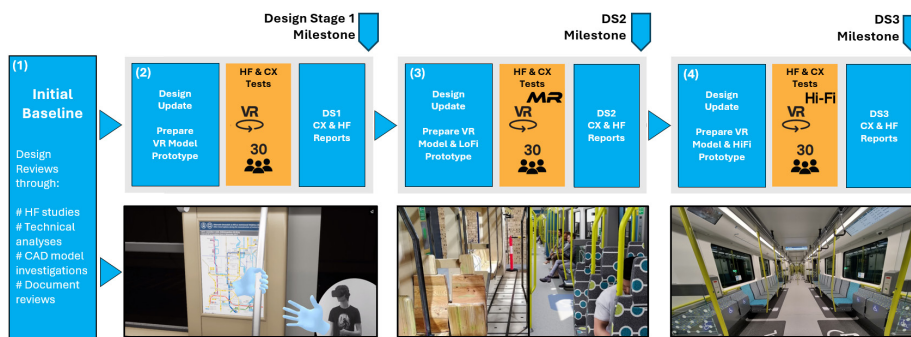 Design Stage 1
Milestone
DS2
Milestone
DS3
Milestone
(1)
Initial
Baseline
Design
Reviews
through:
# HF studies
# Technical
analyses
# CAD model
investigations
# Document
reviews
(2)
Design
Update
Prepare
VR Model
Prototype
HF & CX
Tests
VR
30
DS1
CX & HF
Reports
(3)
Design
Update
Prepare VR
Model & LoFi
Prototype
HF & CX
Tests
MR
VR
30
DS2
CX & HF
Reports
(4)
Design
Update
Prepare VR
Model & HiFi
Prototype
HF & CX
Tests
Hi-Fi
VR
30
DS3
CX & HF
Reports